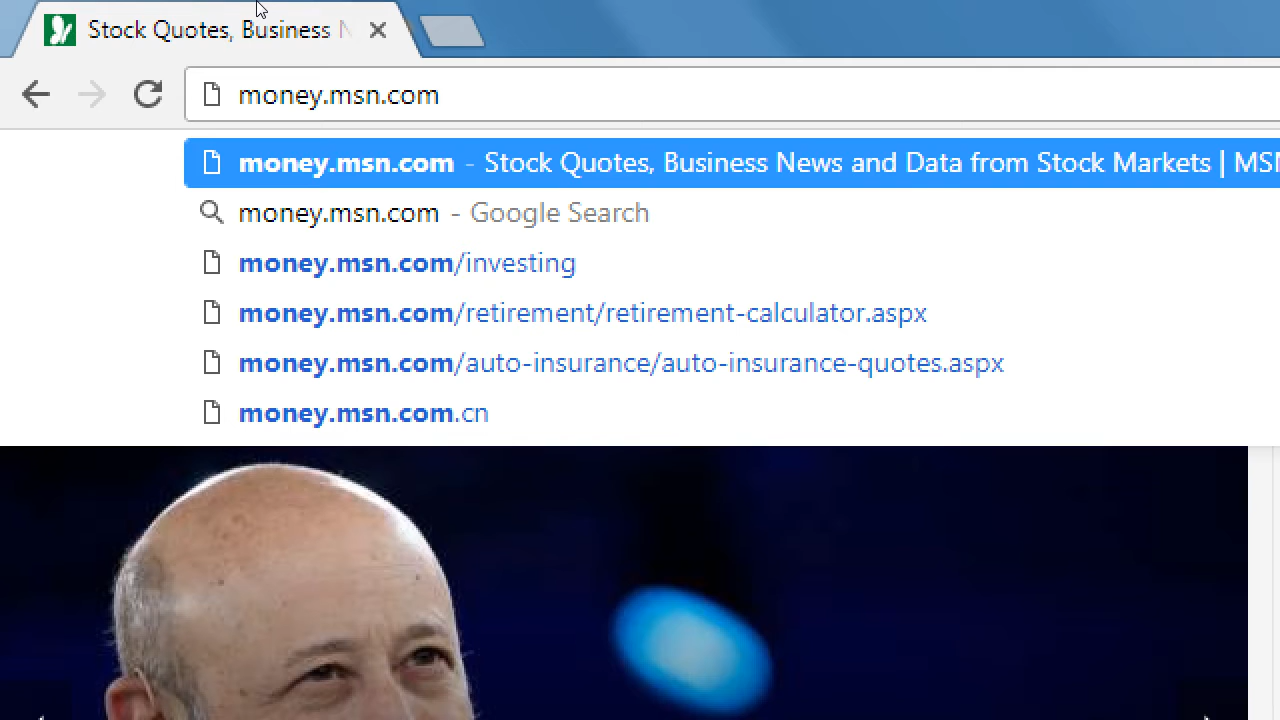 Stock Quotes, Business N
money.msn.com
money.msn.com - Stock Quotes, Business News and Data from Stock Markets | MSN
money.msn.com - Google Search
money.msn.com/investing
money.msn.com/retirement/retirement-calculator.aspx
money.msn.com/auto-insurance/auto-insurance-quotes.aspx
money.msn.com.cn